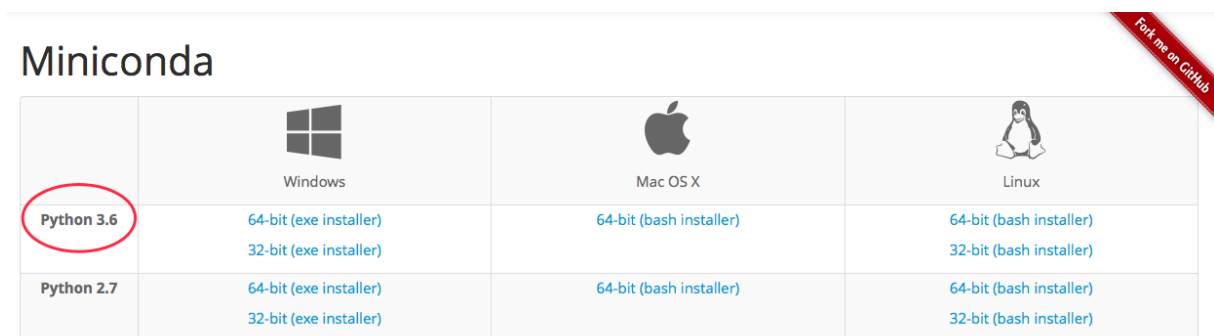 Fork me on GitHub
Miniconda
Windows Mac OS X Linux
Python 3.6 64-bit (exe installer) 64-bit (bash installer) 64-bit (bash installer)
32-bit (exe installer) 32-bit (bash installer)
Python 2.7 64-bit (exe installer) 64-bit (bash installer) 64-bit (bash installer)
32-bit (exe installer) 32-bit (bash installer)